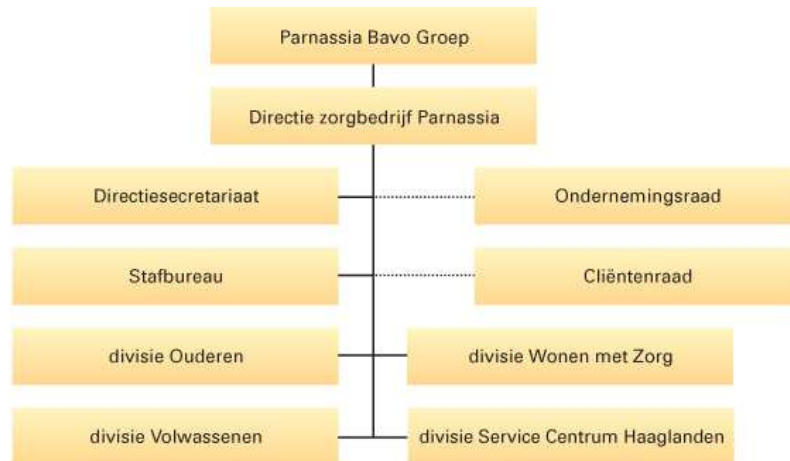 Parnassia Bavo Groep
Directie zorgbedrijf Parnassia
Directiesecretariaat
Ondernemingsraad
Stafbureau
Cliëntenraad
divisie Ouderen
divisie Wonen met Zorg
divisie Volwassenen
divisie Service Centrum Haaglanden